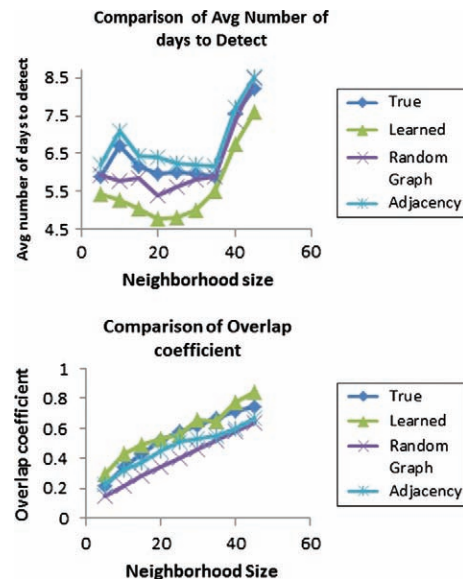 Comparison of Avg Number of
days to Detect
Avg number of days to detect
8.5
7.5
6.5
5.5
4.5
0 20 40 60
Neighborhood size
True
Learned
Random
Graph
Adjacency
Comparison of Overlap
coefficient
Overlap coefficient
1
0.8
0.6
0.4
0.2
0
0 20 40 60
Neighborhood Size
True
Learned
Random
Graph
Adjacency